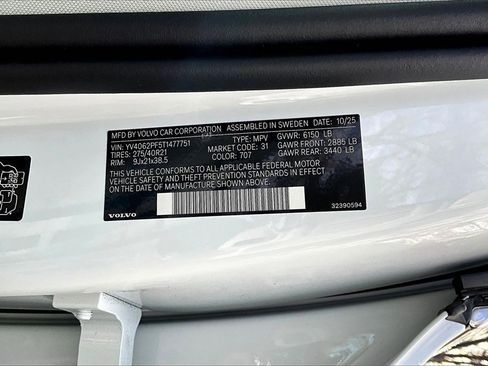 MFD BY VOLVO CAR CORPORATION ASSEMBLED IN SWEDEN DATE: 10/25
VIN: YV4062PF5T1477751 MARKET CODE: 31 GVWR: 6150 LB
TIRES: 275/40R21 COLOR: 707 GAWR FRONT: 2885 LB
RIM: 9Jx21x38.5 GAWR REAR: 3440 LB
THIS VEHICLE CONFORMS TO ALL APPLICABLE FEDERAL MOTOR
VEHICLE SAFETY AND THEFT PREVENTION STANDARDS IN EFFECT
ON THE DATE OF MANUFACTURE SHOWN ABOVE.
VOLVO 32390594